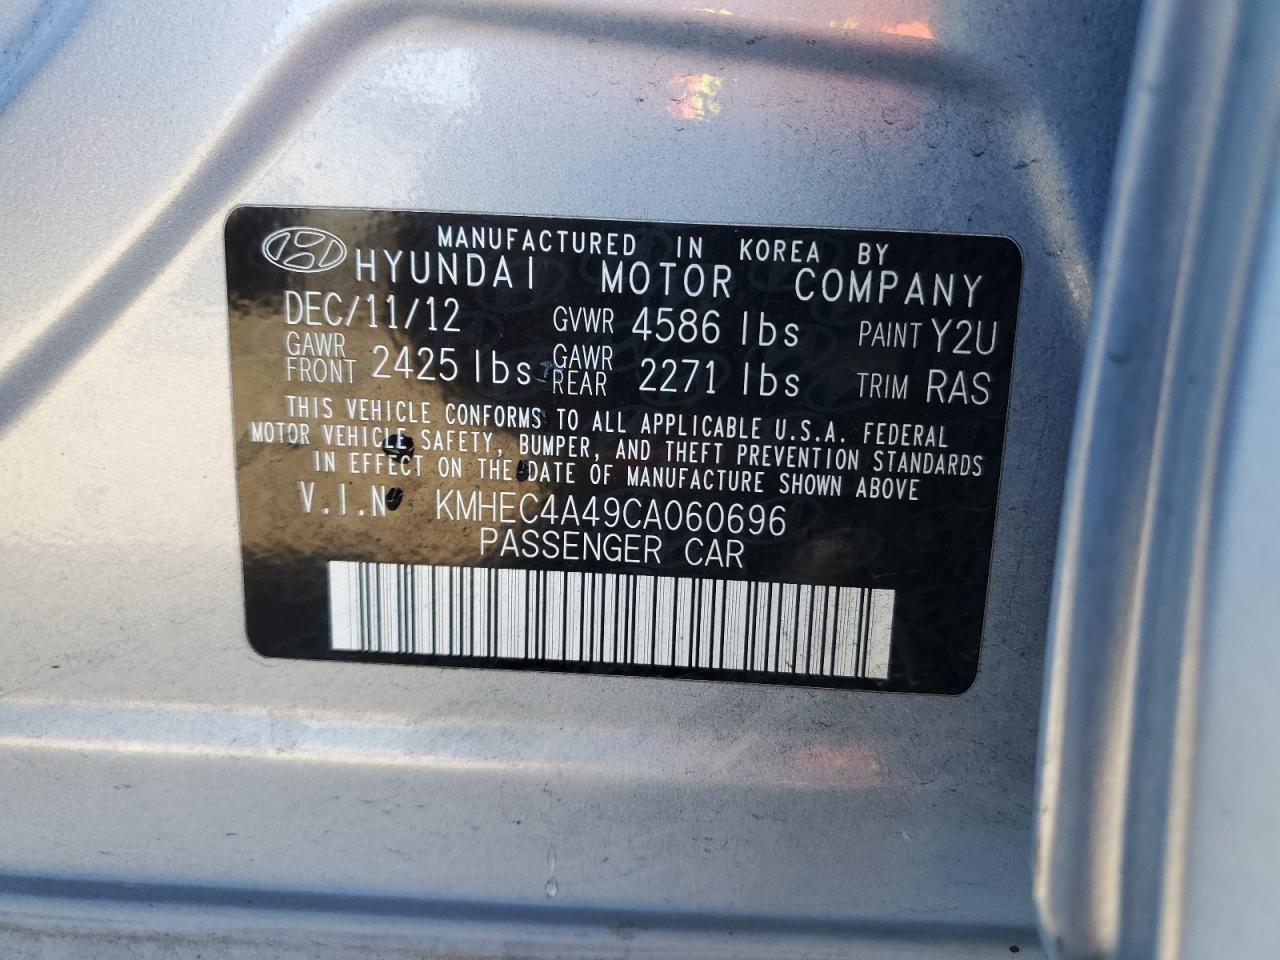 MANUFACTURED IN KOREA BY
HYUNDAI MOTOR COMPANY
DEC/11/12 GVWR 4586 lbs PAINT Y2U
GAWR FRONT 2425 lbs GAWR REAR 2271 lbs TRIM RAS
THIS VEHICLE CONFORMS TO ALL APPLICABLE U.S.A. FEDERAL
MOTOR VEHICLE SAFETY, BUMPER, AND THEFT PREVENTION STANDARDS
IN EFFECT ON THE DATE OF MANUFACTURE SHOWN ABOVE
V.I.N KMHEC4A49CA060696
PASSENGER CAR